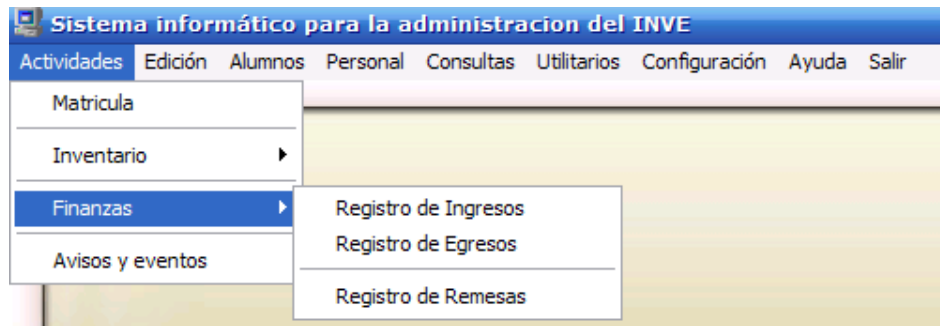 Sistema informático para la administracion del INVE
Actividades Edición Alumnos Personal Consultas Utilitarios Configuración Ayuda Salir
Matricula
Inventario
Finanzas
Avisos y eventos
Registro de Ingresos
Registro de Egresos
Registro de Remesas